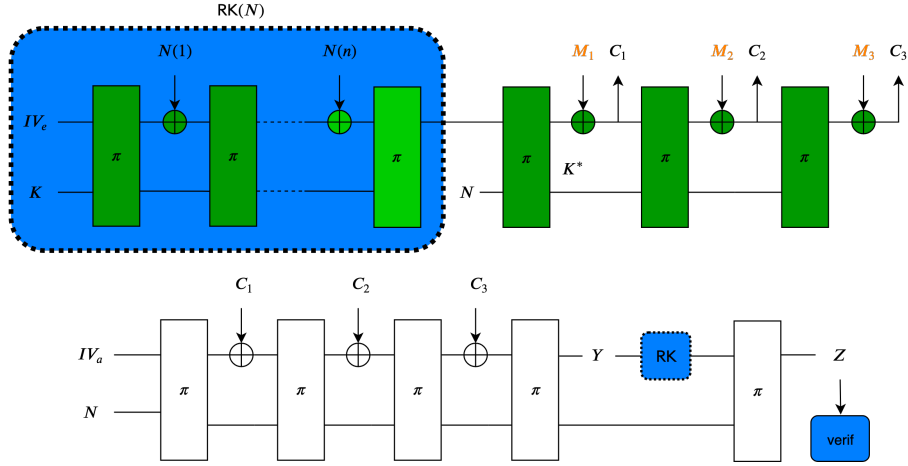 RK(N)
N(1) N(n) M₁ C₁ M₂ C₂ M₃ C₃
IVₑ π π π π π π
K N K*
C₁ C₂ C₃
IVₐ Y RK Z
N π π π π π
verif